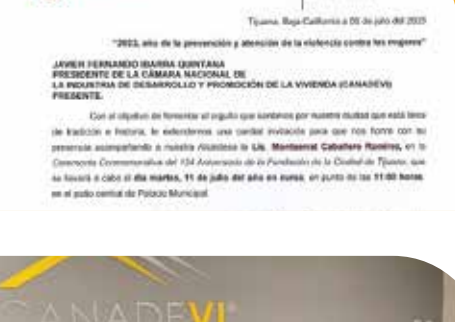 Tijuana, Baja California a 05 de julio del 2023
"2023, año de la prevención y atención de la violencia contra las mujeres"
JAVIER FERNANDO IBARRA QUINTANA
PRESIDENTE DE LA CÁMARA NACIONAL DE
LA INDUSTRIA DE DESARROLLO Y PROMOCIÓN DE LA VIVIENDA (CANADEVI)
PRESENTE.
Con el objetivo de fomentar el orgullo que sentimos por nuestra ciudad que está llena
de tradición e historia, le extendemos una cordial invitación para que nos honre con su
presencia acompañando a nuestra Alcaldesa la Lic. Montserrat Caballero Ramírez, en la
Ceremonia Conmemorativa del 134 Aniversario de la Fundación de la Ciudad de Tijuana, que
se llevará a cabo el día martes, 11 de julio del año en curso, en punto de las 11:00 horas
en el patio central de Palacio Municipal.
CANADEVI